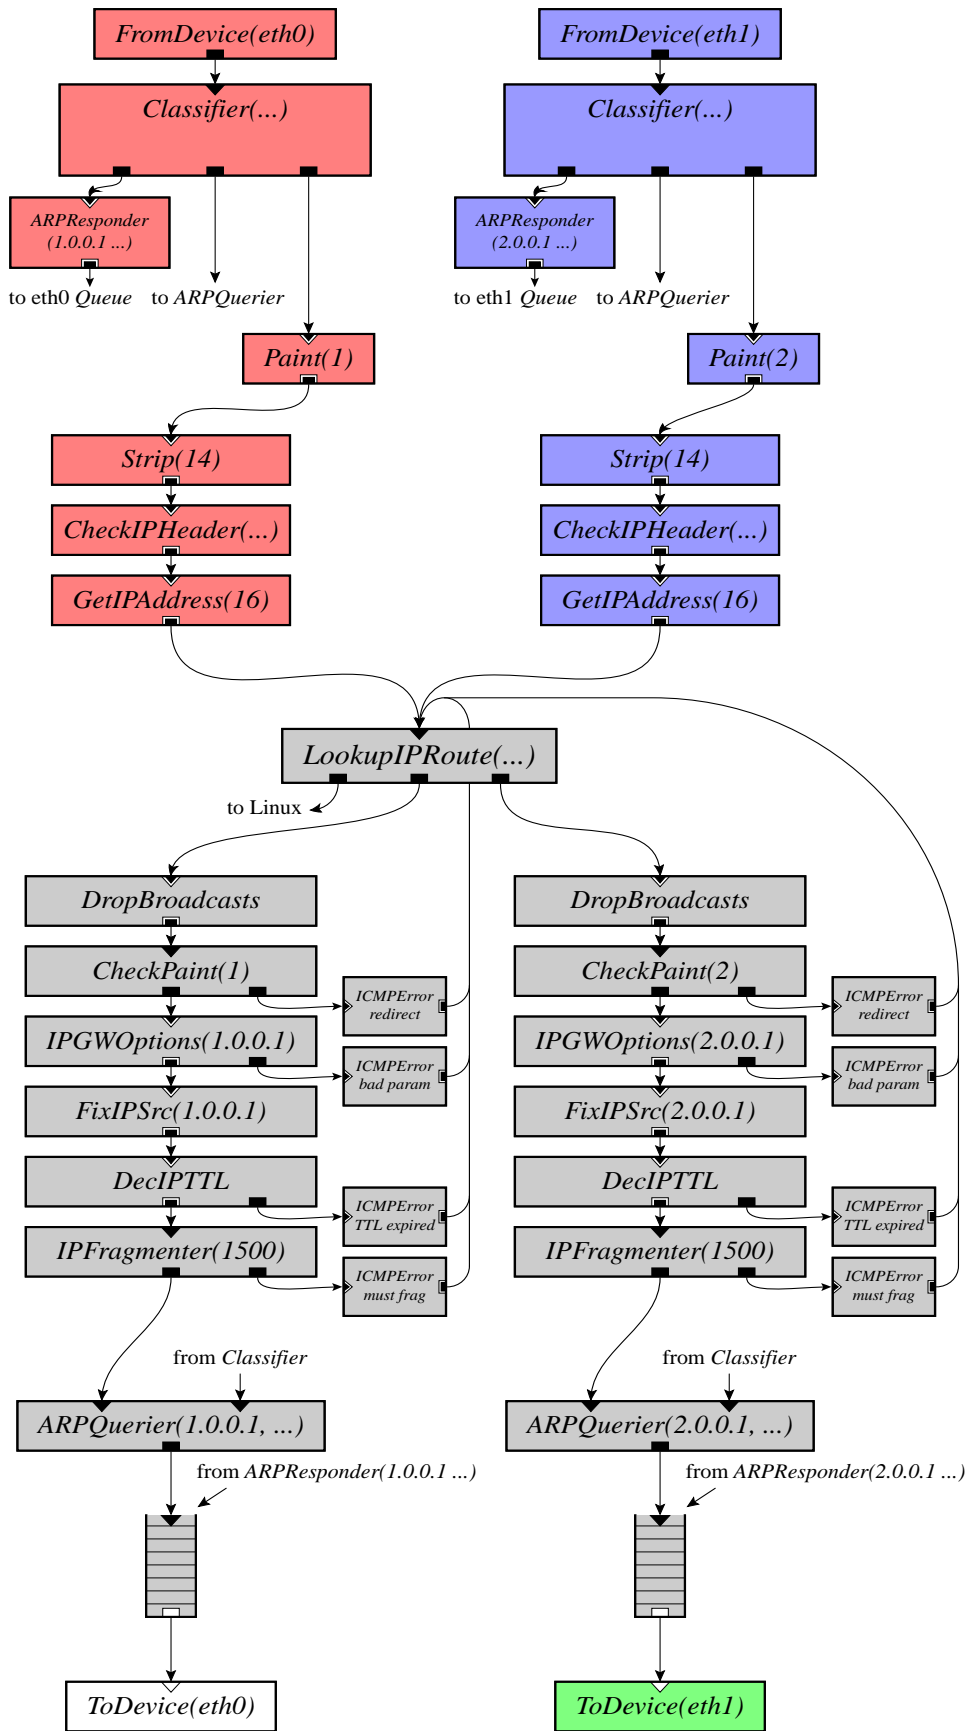 FromDevice(eth0)
FromDevice(eth1)
Classifier(...)
Classifier(...)
ARPResponder
(1.0.0.1 ...)
ARPResponder
(2.0.0.1 ...)
to eth0 Queue
to ARPQuerier
to eth1 Queue
to ARPQuerier
Paint(1)
Paint(2)
Strip(14)
Strip(14)
CheckIPHeader(...)
CheckIPHeader(...)
GetIPAddress(16)
GetIPAddress(16)
LookupIPRoute(...)
to Linux
DropBroadcasts
DropBroadcasts
CheckPaint(1)
ICMPError
redirect
CheckPaint(2)
ICMPError
redirect
IPGWOptions(1.0.0.1)
ICMPError
bad param
IPGWOptions(2.0.0.1)
ICMPError
bad param
FixIPSrc(1.0.0.1)
FixIPSrc(2.0.0.1)
DecIPTTL
ICMPError
TTL expired
DecIPTTL
ICMPError
TTL expired
IPFragmenter(1500)
ICMPError
must frag
IPFragmenter(1500)
ICMPError
must frag
from Classifier
from Classifier
ARPQuerier(1.0.0.1, ...)
ARPQuerier(2.0.0.1, ...)
from ARPResponder(1.0.0.1 ...)
from ARPResponder(2.0.0.1 ...)
ToDevice(eth0)
ToDevice(eth1)